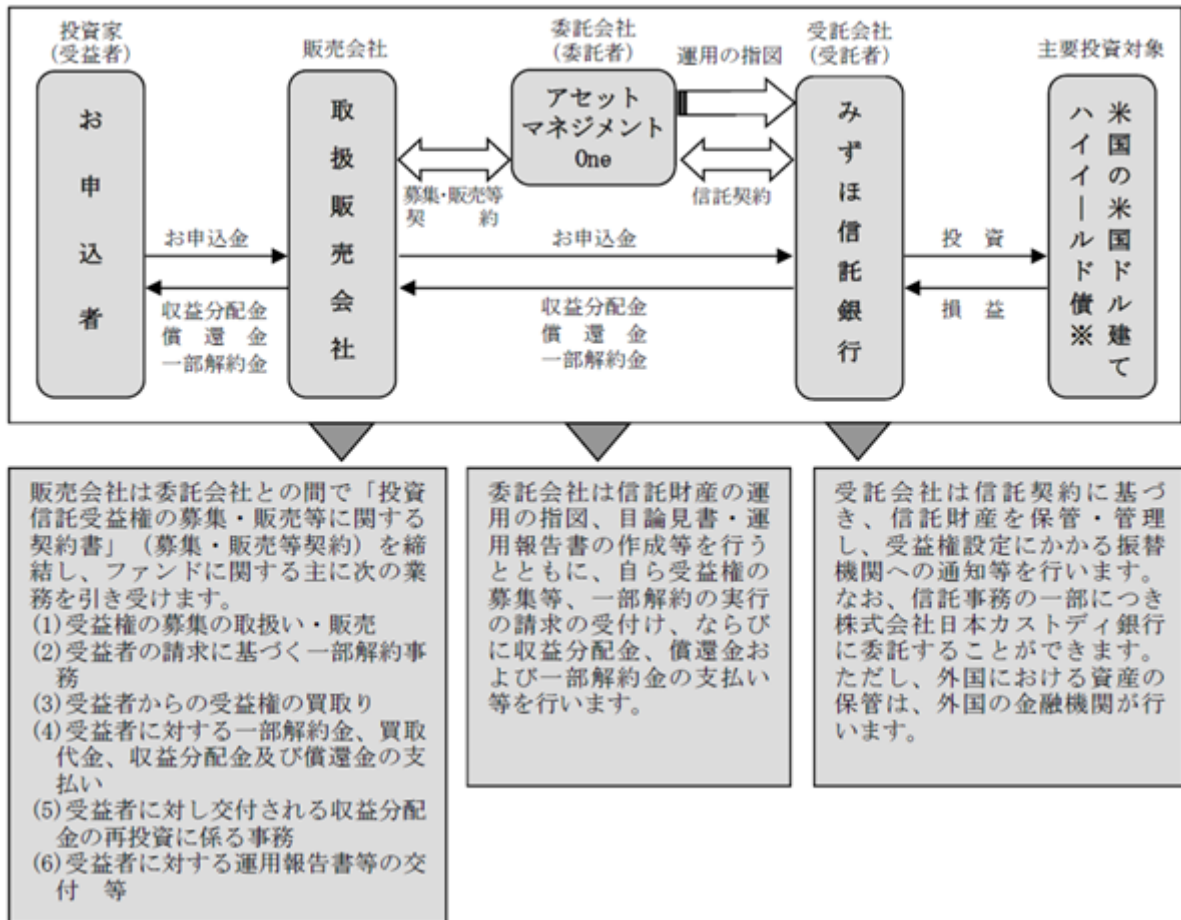 投資家
(受益者)
販売会社
委託会社
(委託者)
運用の指図
受託会社
(受託者)
主要投資対象
お申込者
取扱販売会社
アセット
マネジメント
One
みずほ信託銀行
米国の米国ドル建て
ハイイールド債※
募集・販売等
契　　約
信託契約
お申込金
お申込金
投　資
収益分配金
償　還　金
一部解約金
収益分配金
償　還　金
一部解約金
損　益
販売会社は委託会社との間で「投資
信託受益権の募集・販売等に関する
契約書」（募集・販売等契約）を締
結し、ファンドに関する主に次の業
務を引き受けます。
(1)受益権の募集の取扱い・販売
(2)受益者の請求に基づく一部解約事
務
(3)受益者からの受益権の買取り
(4)受益者に対する一部解約金、買取
代金、収益分配金及び償還金の支
払い
(5)受益者に対し交付される収益分配
金の再投資に係る事務
(6)受益者に対する運用報告書等の交
付　等
委託会社は信託財産の運
用の指図、目論見書・運
用報告書の作成等を行う
とともに、自ら受益権の
募集等、一部解約の実行
の請求の受付け、ならび
に収益分配金、償還金お
よび一部解約金の支払い
等を行います。
受託会社は信託契約に基づ
き、信託財産を保管・管理
し、受益権設定にかかる振替
機関への通知等を行います。
なお、信託事務の一部につき
株式会社日本カストディ銀行
に委託することができます。
ただし、外国における資産の
保管は、外国の金融機関が行
います。